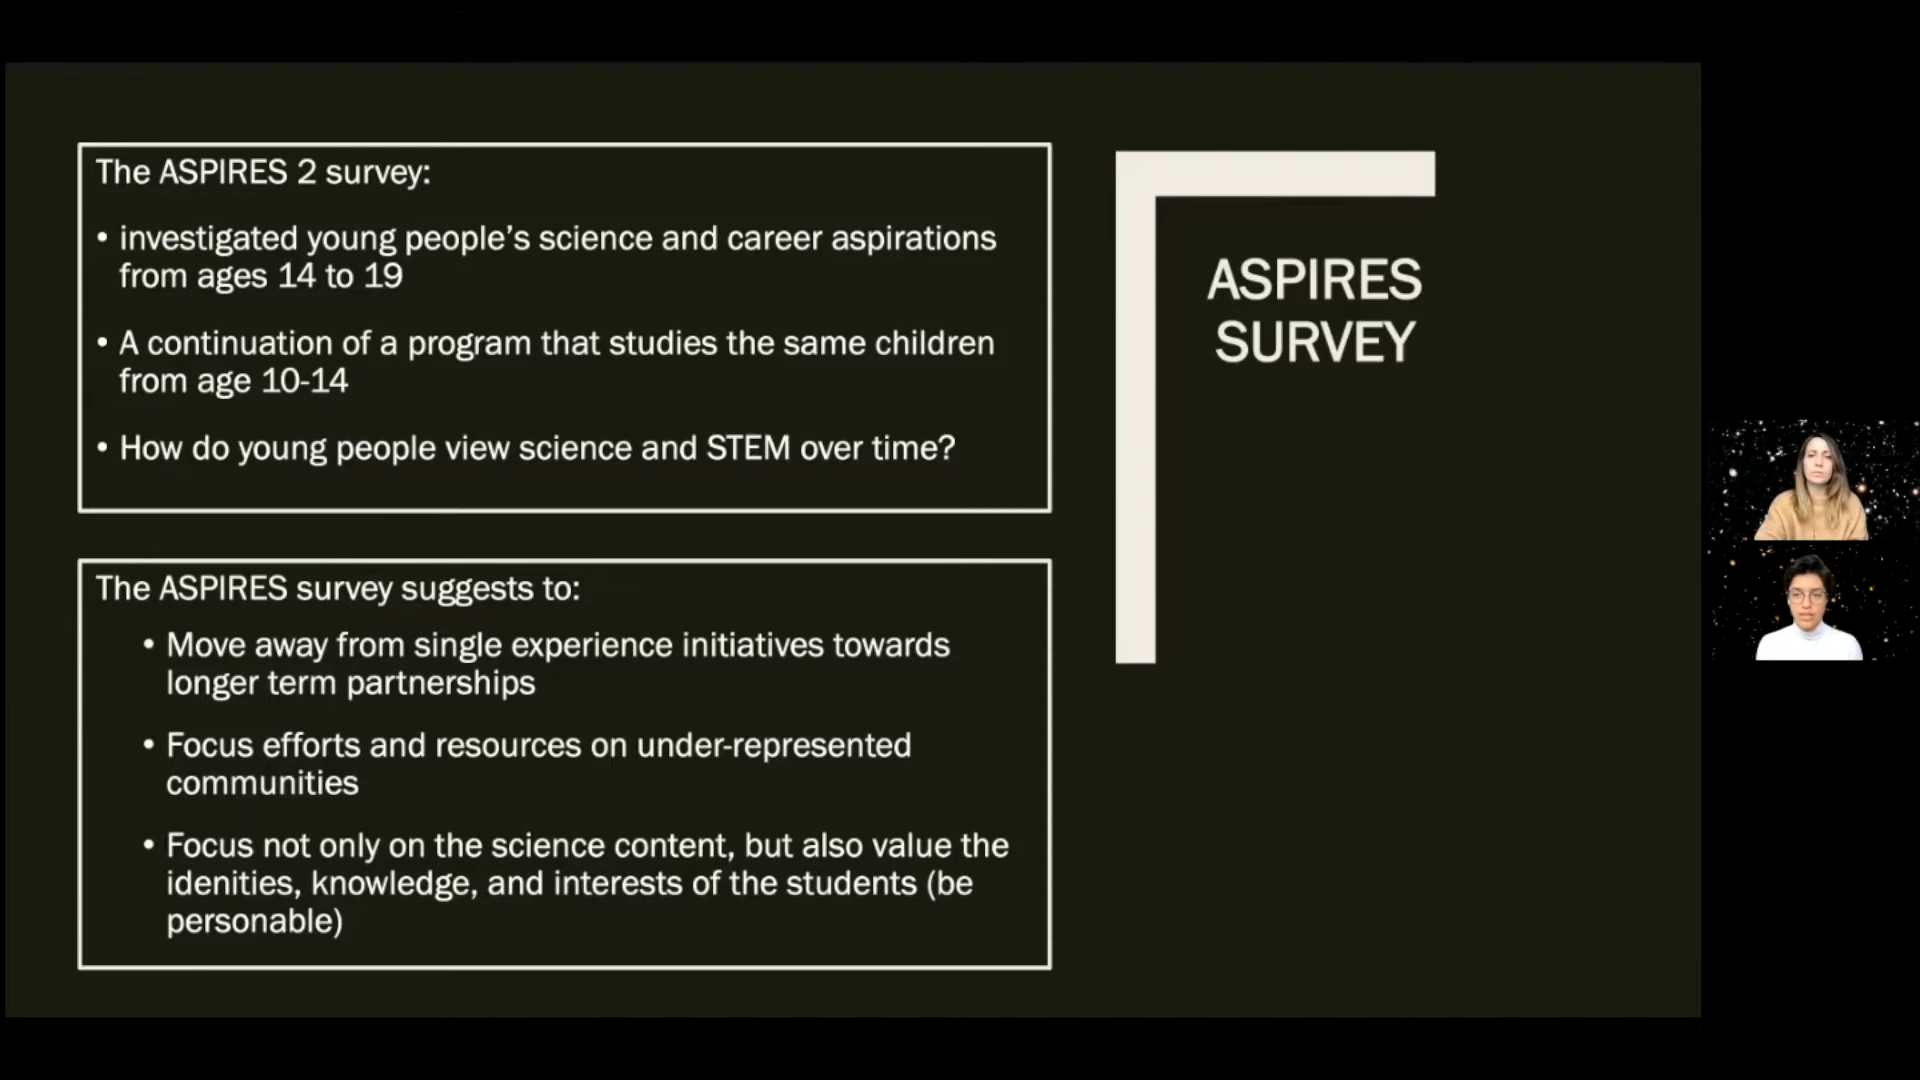 The ASPIRES 2 survey:
• investigated young people's science and career aspirations
from ages 14 to 19
• A continuation of a program that studies the same children
from age 10-14
• How do young people view science and STEM over time?
The ASPIRES survey suggests to:
• Move away from single experience initiatives towards
longer term partnerships
• Focus efforts and resources on under-represented
communities
• Focus not only on the science content, but also value the
idenities, knowledge, and interests of the students (be
personable)
ASPIRES
SURVEY